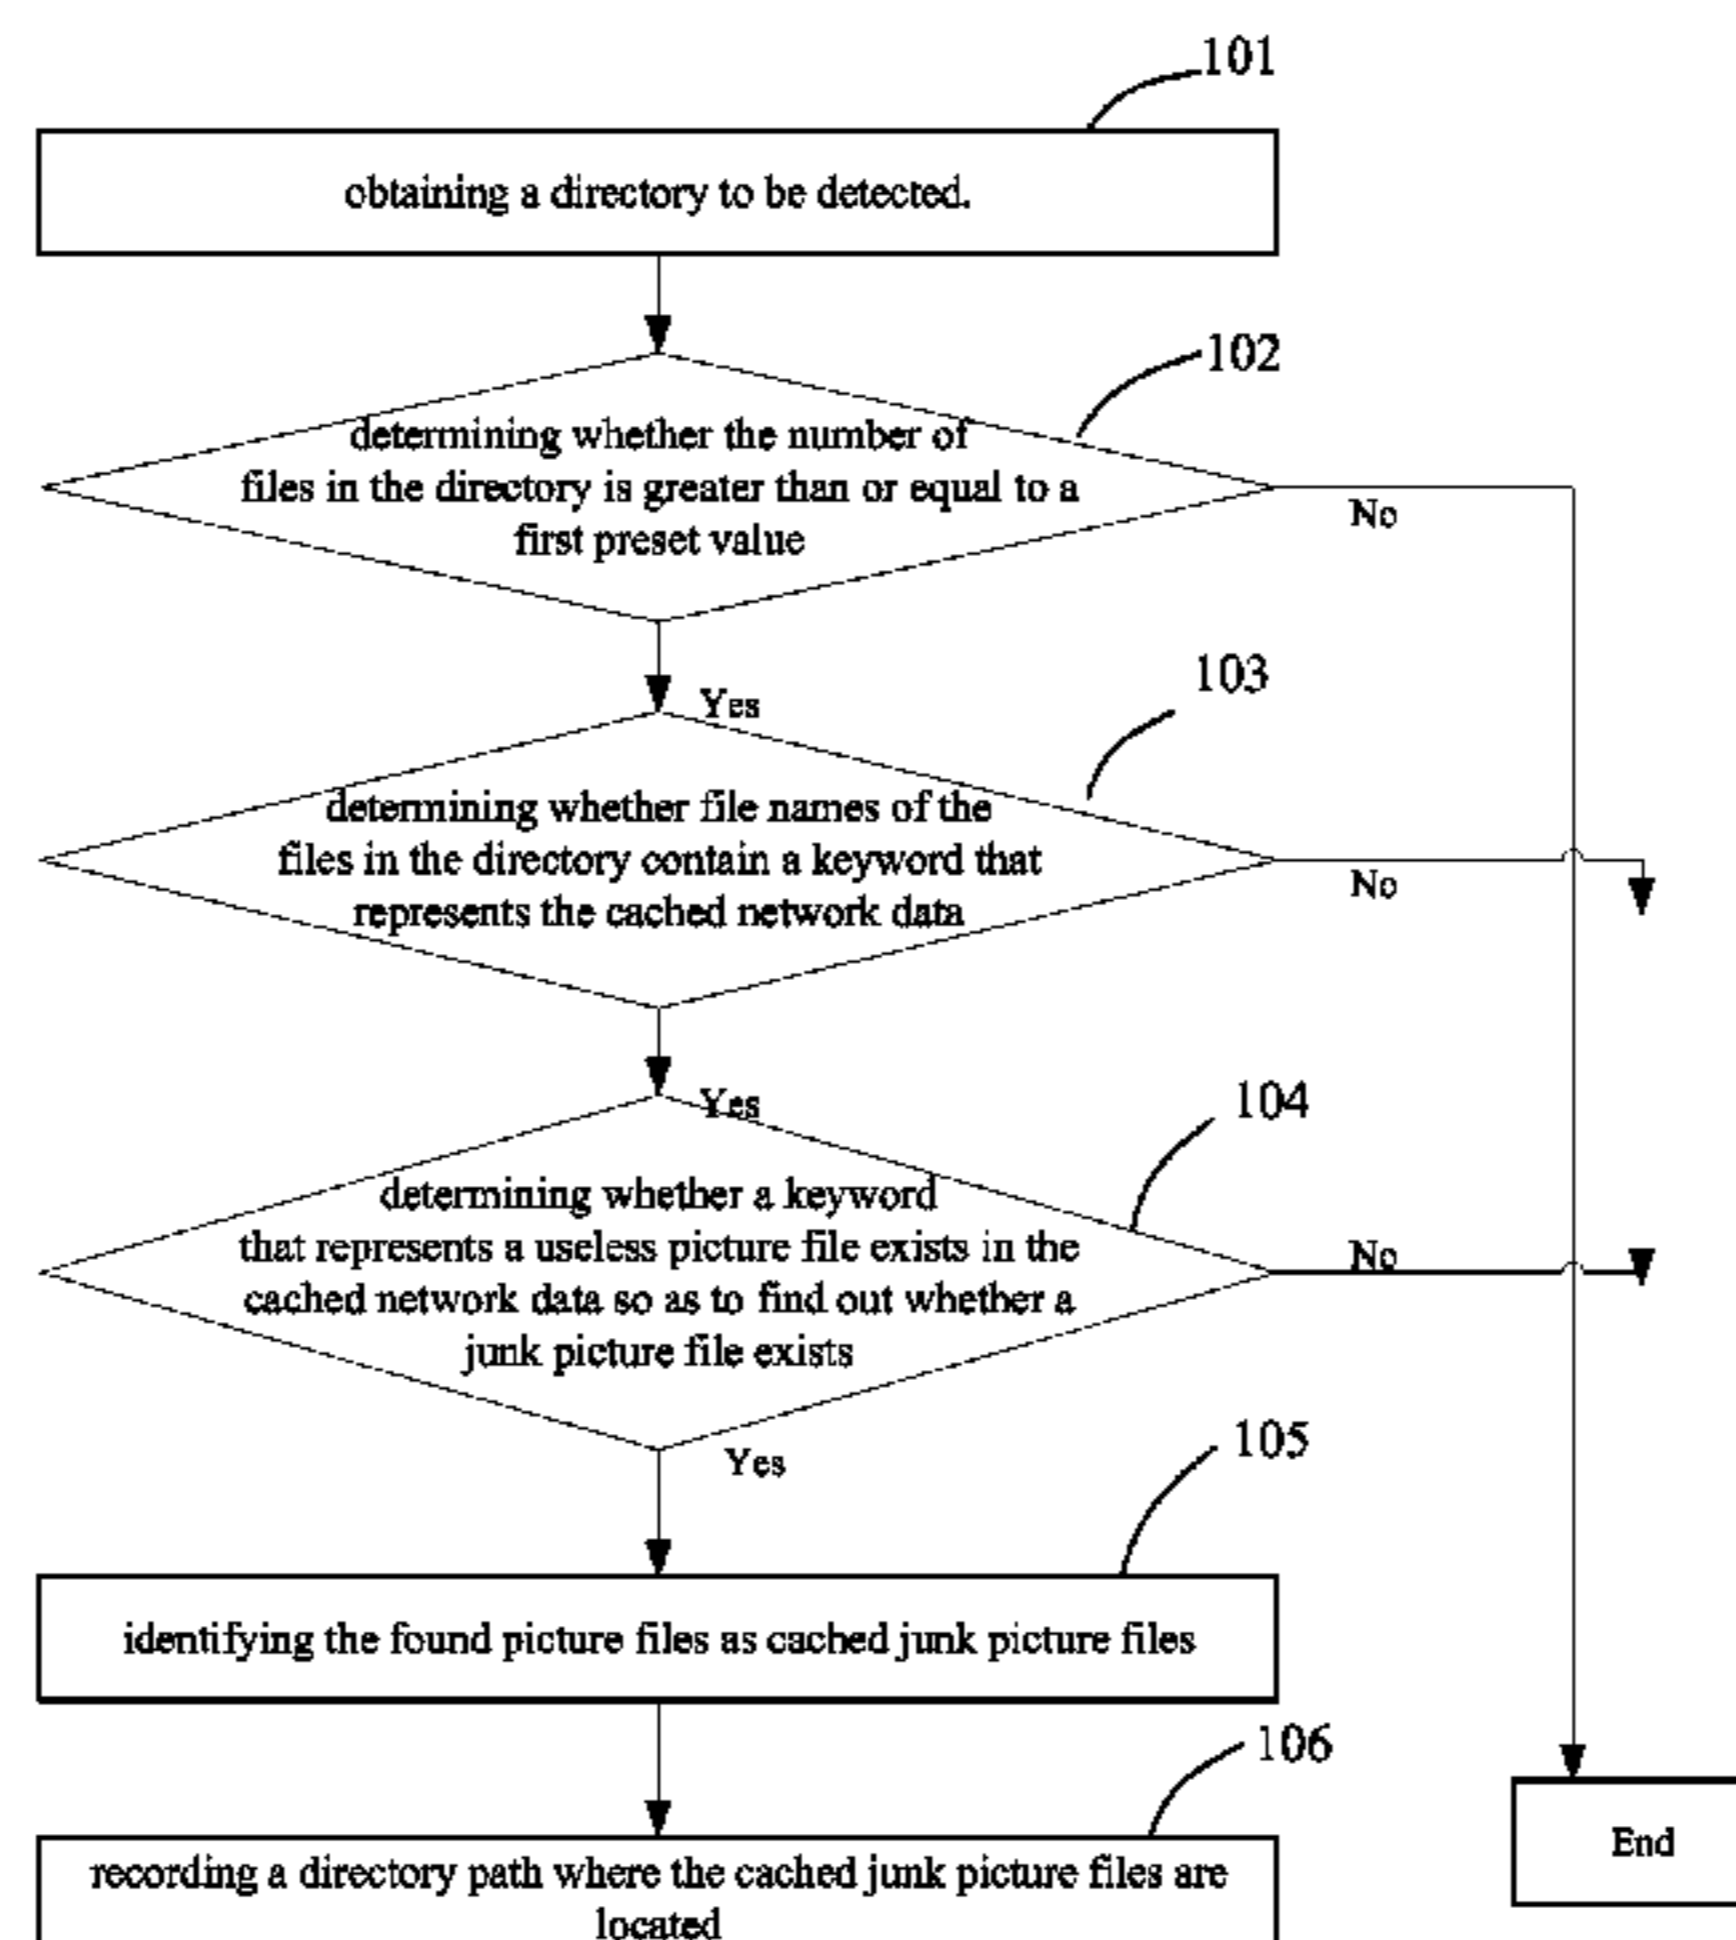 101
obtaining a directory to be detected.
102
determining whether the number of
files in the directory is greater than or equal to a
first preset value
No
103
Yes
determining whether file names of the
files in the directory contain a keyword that
represents the cached network data
No
104
Yes
determining whether a keyword
that represents a useless picture file exists in the
cached network data so as to find out whether a
junk picture file exists
No
105
Yes
identifying the found picture files as cached junk picture files
106
recording a directory path where the cached junk picture files are
located
End